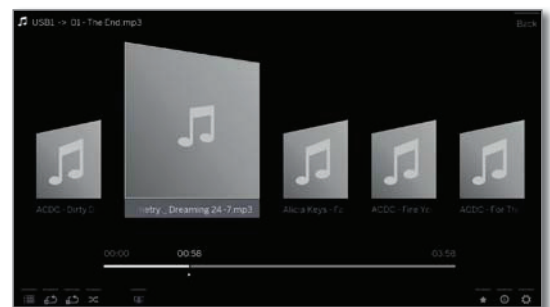 USB1 -> 01 - The End.mp3
Back
etry _ Dreaming 24-7.mp3
ACDC - Dirty D
Alicia Keys - Fa
ACDC - Fire Yo
ACDC - For Th
00:00 00:58 03:58